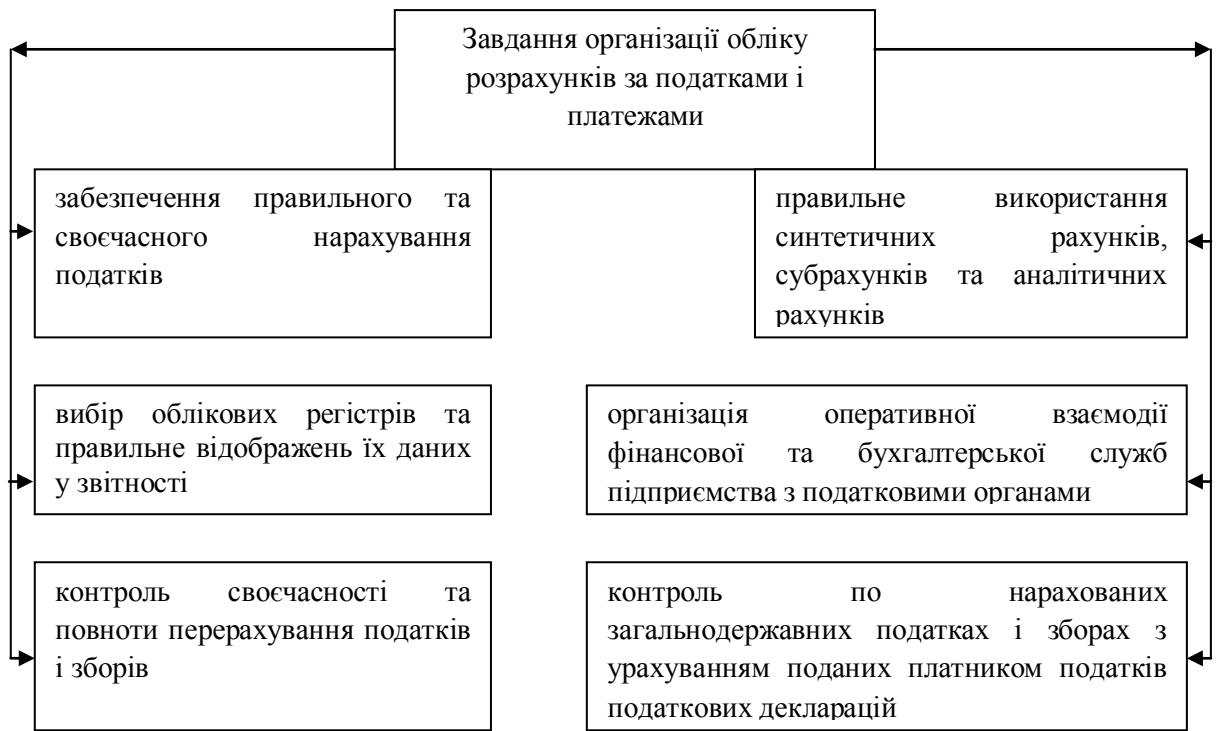 Завдання організації обліку
розрахунків за податками і
платежами
забезпечення правильного та
своєчасного нарахування
податків
правильне використання
синтетичних рахунків,
субрахунків та аналітичних
рахунків
вибір облікових регістрів та
правильне відображень їх даних
у звітності
організація оперативної взаємодії
фінансової та бухгалтерської служб
підприємства з податковими органами
контроль своєчасності та
повноти перерахування податків
і зборів
контроль по нарахованих
загальнодержавних податках і зборах з
урахуванням поданих платником податків
податкових декларацій